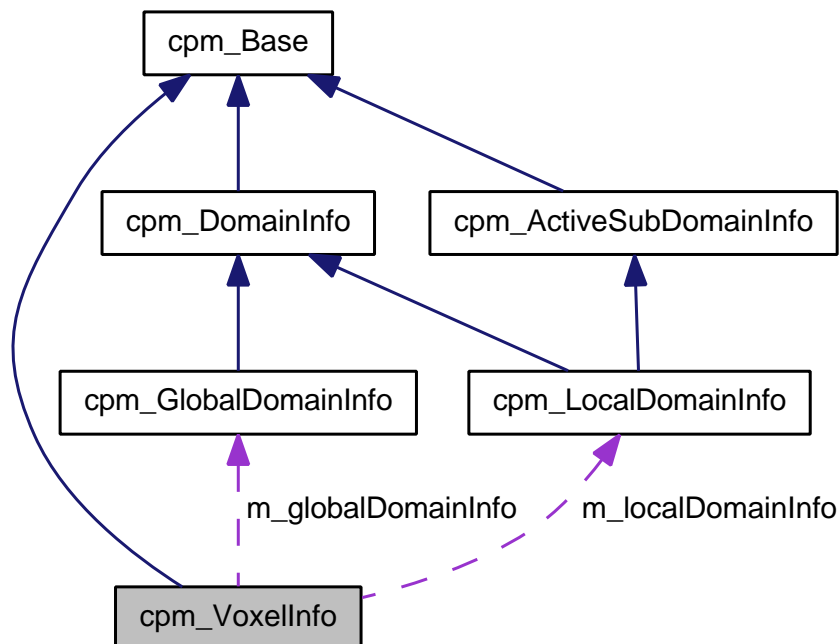 cpm_Base
cpm_DomainInfo
cpm_ActiveSubDomainInfo
cpm_GlobalDomainInfo
cpm_LocalDomainInfo
m_globalDomainInfo
m_localDomainInfo
cpm_VoxelInfo